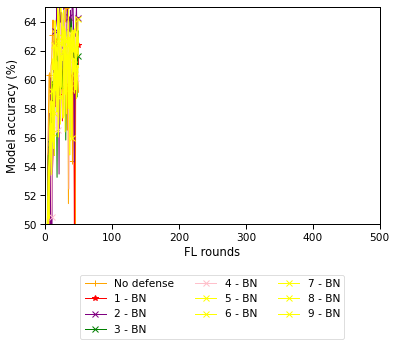 64
62
60
58
56
54
52
50
Model accuracy (%)
0 100 200 300 400 500
FL rounds
No defense 4 - BN 7 - BN
1 - BN 5 - BN 8 - BN
2 - BN 6 - BN 9 - BN
3 - BN